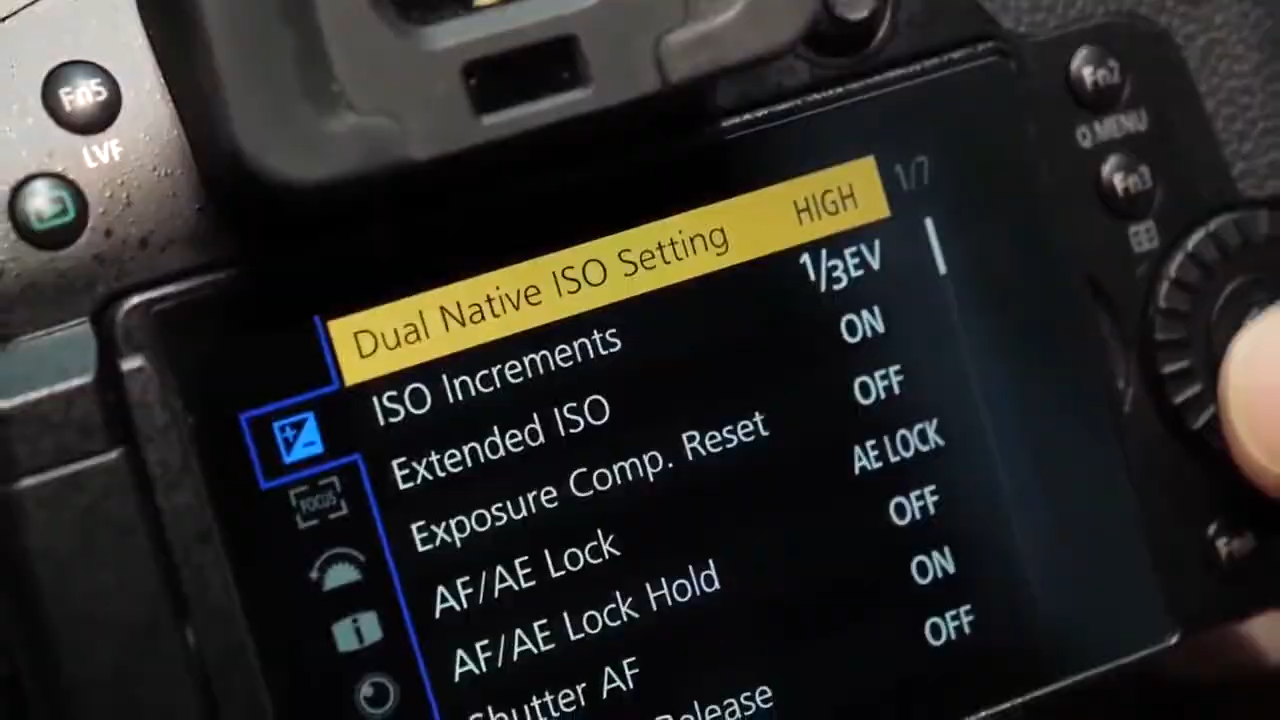 Fn5
LVF
Fn2
Q.MENU
Fn3
1/7
Dual Native ISO Setting HIGH
ISO Increments 1/3EV
Extended ISO ON
Exposure Comp. Reset OFF
AF/AE Lock AE LOCK
AF/AE Lock Hold OFF
Shutter AF ON
Release OFF
FOCUS